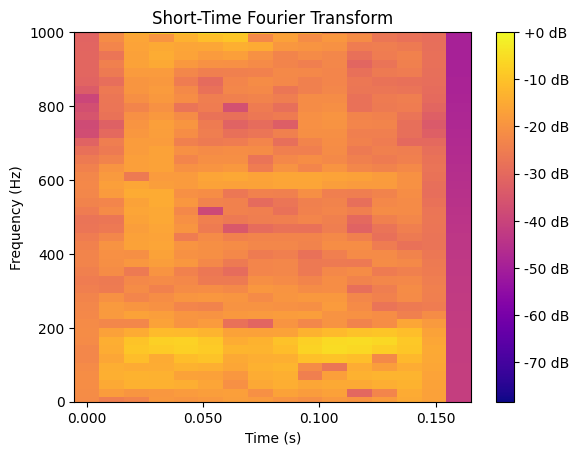 Short-Time Fourier Transform
Frequency (Hz)
1000
800
600
400
200
0
0.000
0.050
0.100
0.150
Time (s)
+0 dB
-10 dB
-20 dB
-30 dB
-40 dB
-50 dB
-60 dB
-70 dB